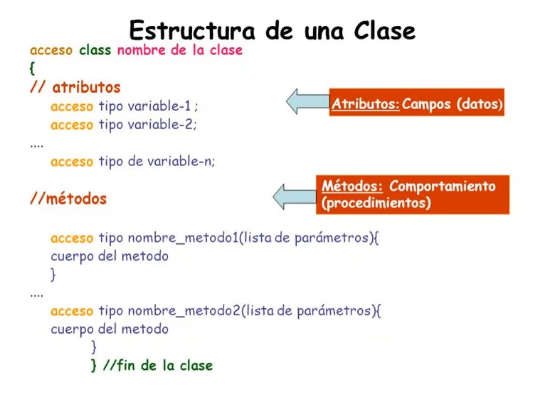 Estructura de una Clase
acceso class nombre de la clase
{
// atributos
acceso tipo variable-1 ;
Atributos: Campos (datos)
acceso tipo variable-2;
....
acceso tipo de variable-n;
//métodos
Métodos: Comportamiento
(procedimientos)
acceso tipo nombre_metodo1(lista de parámetros){
cuerpo del metodo
}
....
acceso tipo nombre_metodo2(lista de parámetros){
cuerpo del metodo
}
} //fin de la clase